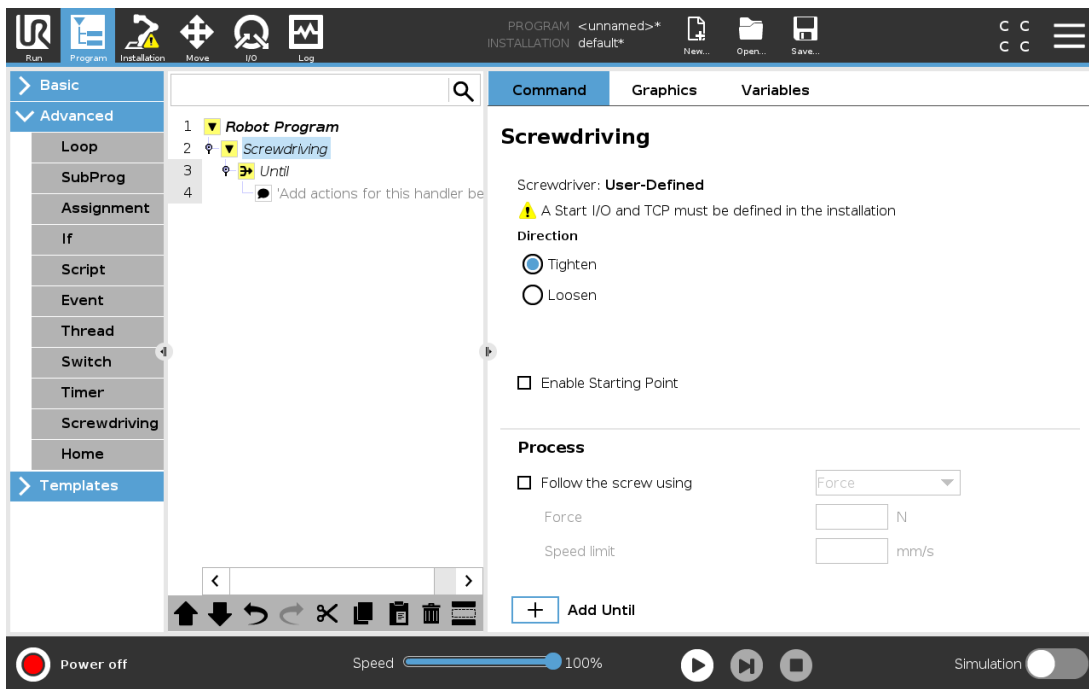 UR
Run
Program
Installation
Move
I/O
Log
PROGRAM <unnamed>*
INSTALLATION default*
New...
Open...
Save...
C C
C C
Basic
Advanced
Loop
SubProg
Assignment
If
Script
Event
Thread
Switch
Timer
Screwdriving
Home
Templates
1 Robot Program
2 Screwdriving
3 Until
4 'Add actions for this handler be
Command Graphics Variables
Screwdriving
Screwdriver: User-Defined
A Start I/O and TCP must be defined in the installation
Direction
Tighten
Loosen
Enable Starting Point
Process
Follow the screw using Force
Force N
Speed limit mm/s
+ Add Until
Power off
Speed 100%
Simulation